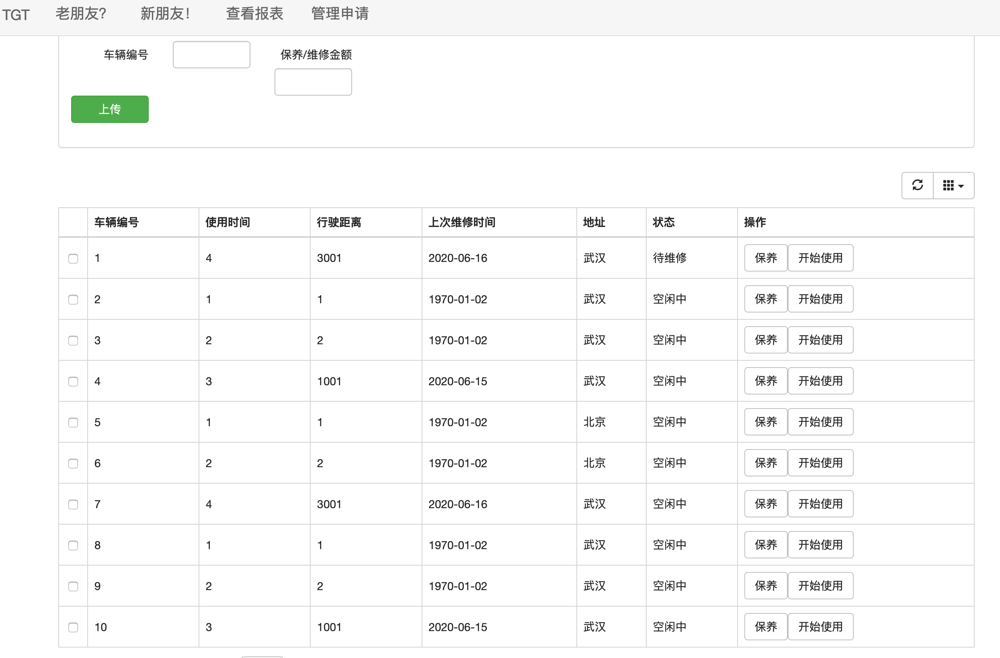 TGT 老朋友? 新朋友! 查看报表 管理申请
车辆编号 保养/维修金额
上传
车辆编号 使用时间 行驶距离 上次维修时间 地址 状态 操作
1 4 3001 2020-06-16 武汉 待维修 保养 开始使用
2 1 1 1970-01-02 武汉 空闲中 保养 开始使用
3 2 2 1970-01-02 武汉 空闲中 保养 开始使用
4 3 1001 2020-06-15 武汉 空闲中 保养 开始使用
5 1 1 1970-01-02 北京 空闲中 保养 开始使用
6 2 2 1970-01-02 北京 空闲中 保养 开始使用
7 4 3001 2020-06-16 武汉 空闲中 保养 开始使用
8 1 1 1970-01-02 武汉 空闲中 保养 开始使用
9 2 2 1970-01-02 武汉 空闲中 保养 开始使用
10 3 1001 2020-06-15 武汉 空闲中 保养 开始使用